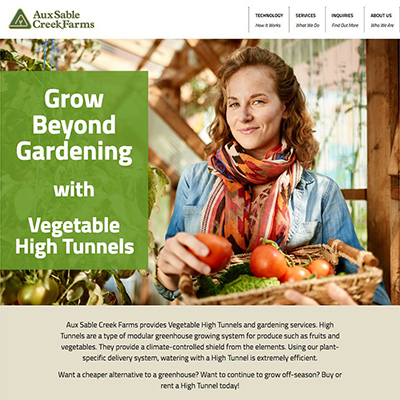 Aux Sable
Creek Farms
TECHNOLOGY
How It Works
SERVICES
What We Do
INQUIRIES
Find Out More
ABOUT US
Who We Are
Grow
Beyond
Gardening
with
Vegetable
High Tunnels
Aux Sable Creek Farms provides Vegetable High Tunnels and gardening services. High
Tunnels are a type of modular greenhouse growing system for produce such as fruits and
vegetables. They provide a climate-controlled shield from the elements. Using our plant-
specific delivery system, watering with a High Tunnel is extremely efficient.
Want a cheaper alternative to a greenhouse? Want to continue to grow off-season? Buy or
rent a High Tunnel today!